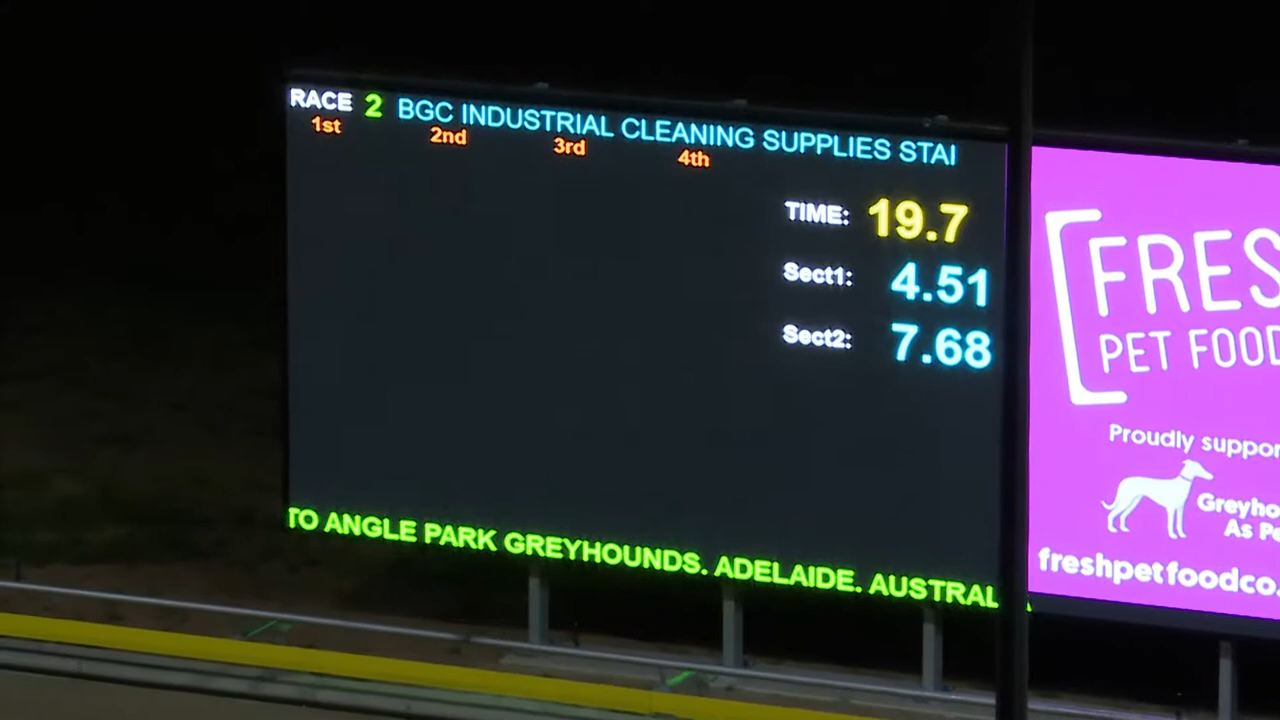 RACE 2 BGC INDUSTRIAL CLEANING SUPPLIES STAI
1st 2nd 3rd 4th
TIME: 19.7
Sect1: 4.51
Sect2: 7.68
TO ANGLE PARK GREYHOUNDS. ADELAIDE. AUSTRAL
FRES
PET FOOD
Proudly suppor
Greyho
As Pe
freshpetfoodco.